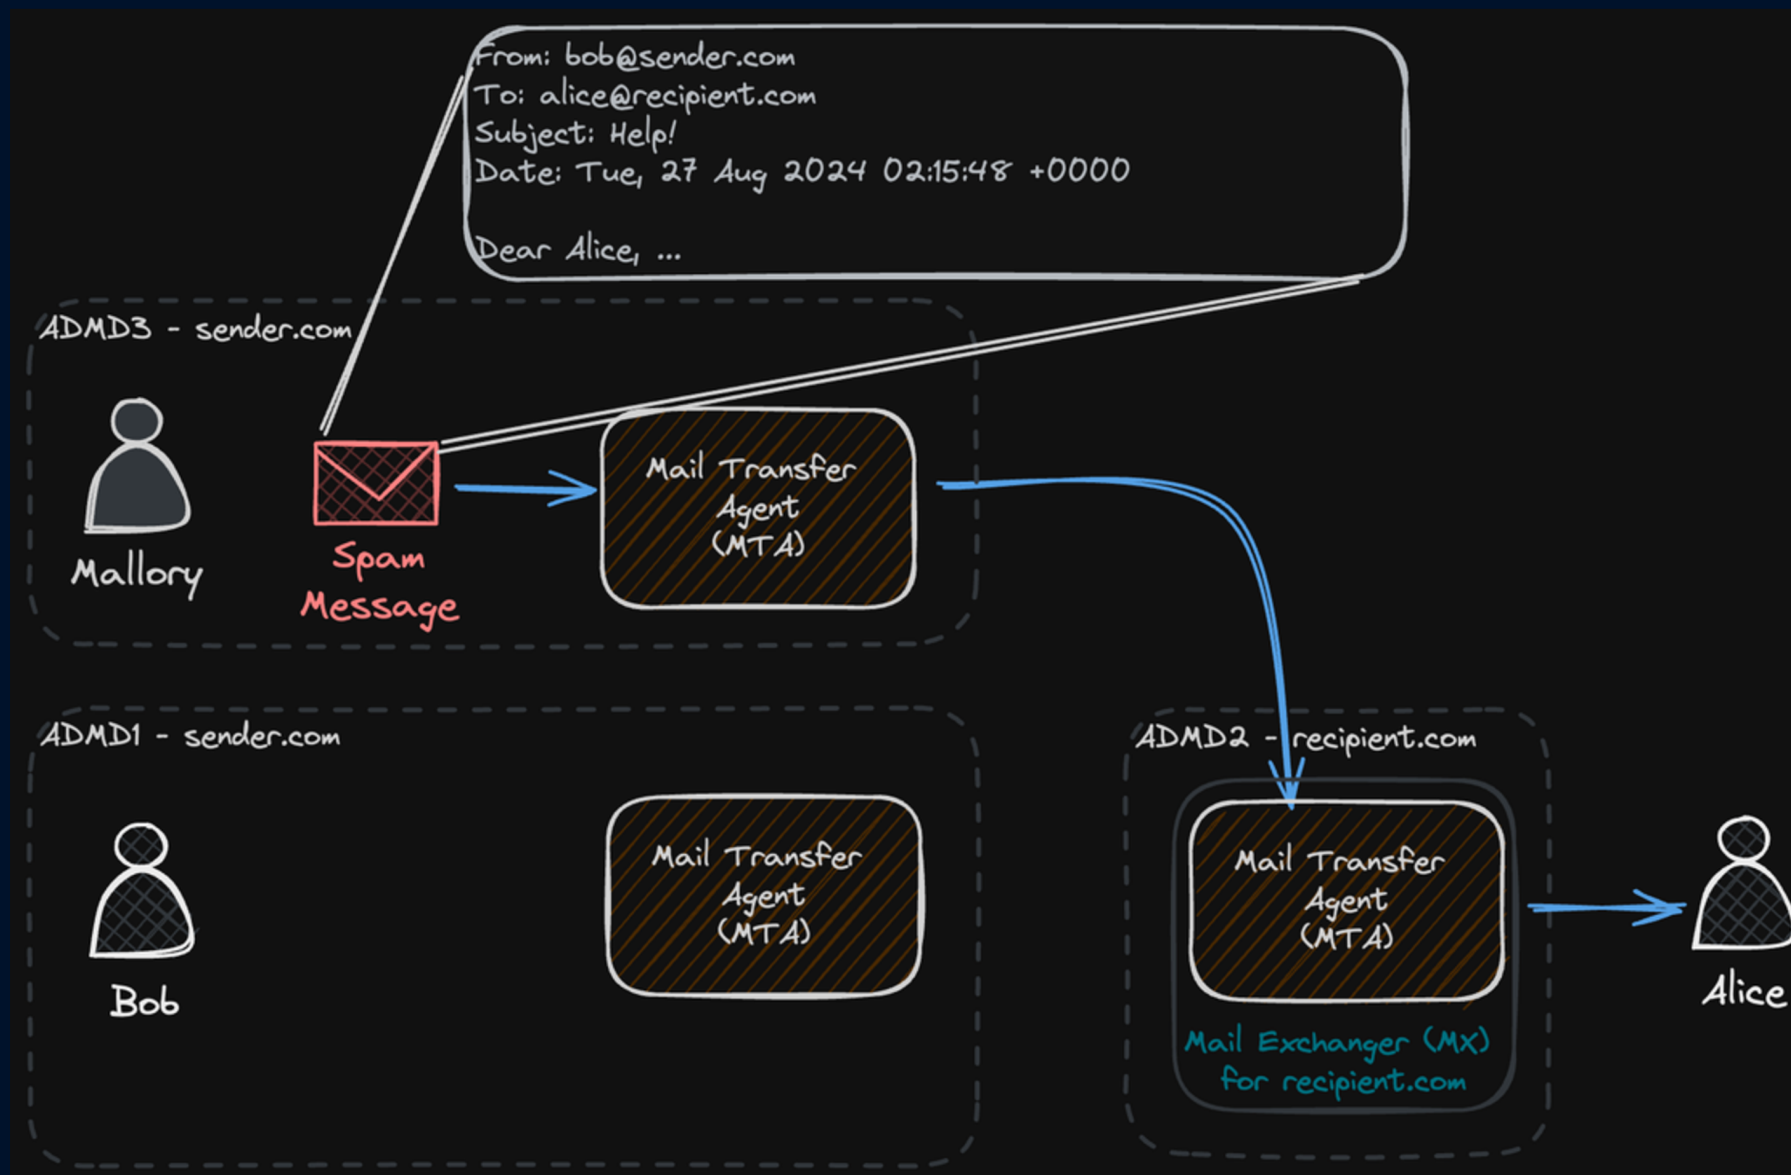 From: bob@sender.com
To: alice@recipient.com
Subject: Help!
Date: Tue, 27 Aug 2024 02:15:48 +0000
Dear Alice, ...
ADMD3 - sender.com
Mallory
Spam
Message
Mail Transfer
Agent
(MTA)
ADMD1 - sender.com
Bob
Mail Transfer
Agent
(MTA)
ADMD2 - recipient.com
Mail Transfer
Agent
(MTA)
Mail Exchanger (MX)
for recipient.com
Alice